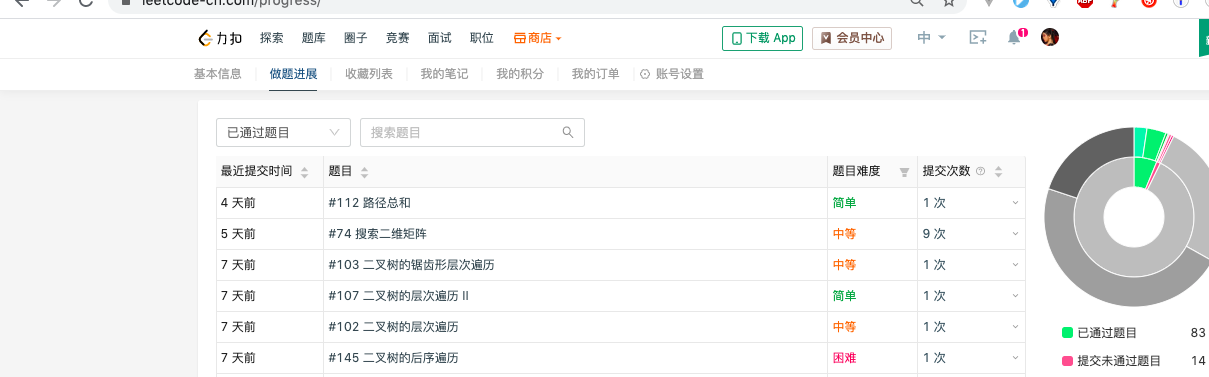 leetcode-cn.com/progress/
力扣 探索 题库 圈子 竞赛 面试 职位 商店 下载 App 会员中心 中 1
基本信息 做题进展 收藏列表 我的笔记 我的积分 我的订单 账号设置
已通过题目 搜索题目
最近提交时间 题目 题目难度 提交次数
4 天前 #112 路径总和 简单 1 次
5 天前 #74 搜索二维矩阵 中等 9 次
7 天前 #103 二叉树的锯齿形层次遍历 中等 1 次
7 天前 #107 二叉树的层次遍历 II 简单 1 次
7 天前 #102 二叉树的层次遍历 中等 1 次
7 天前 #145 二叉树的后序遍历 困难 1 次
已通过题目 83
提交未通过题目 14